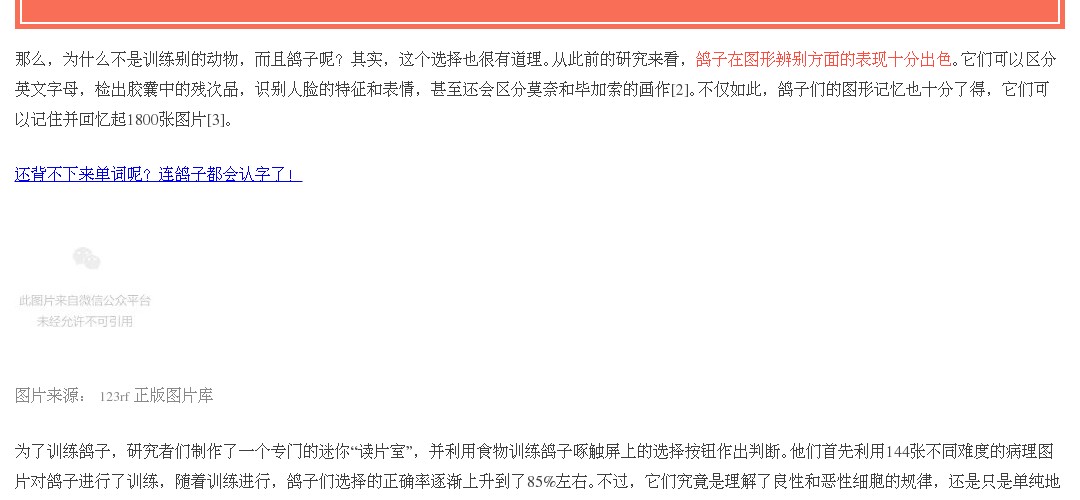 那么，为什么不是训练别的动物，而且鸽子呢？其实，这个选择也很有道理。从此前的研究来看，鸽子在图形辨别方面的表现十分出色。它们可以区分
英文字母，检出胶囊中的残次品，识别人脸的特征和表情，甚至还会区分莫奈和毕加索的画作[2]。不仅如此，鸽子们的图形记忆也十分了得，它们可
以记住并回忆起1800张图片[3]。
还背不下来单词呢？连鸽子都会认字了！
此图片来自微信公众平台
未经允许不可引用
图片来源： 123rf 正版图片库
为了训练鸽子，研究者们制作了一个专门的迷你“读片室”，并利用食物训练鸽子啄触屏上的选择按钮作出判断。他们首先利用144张不同难度的病理图
片对鸽子进行了训练，随着训练进行，鸽子们选择的正确率逐渐上升到了85%左右。不过，它们究竟是理解了良性和恶性细胞的规律，还是只是单纯地